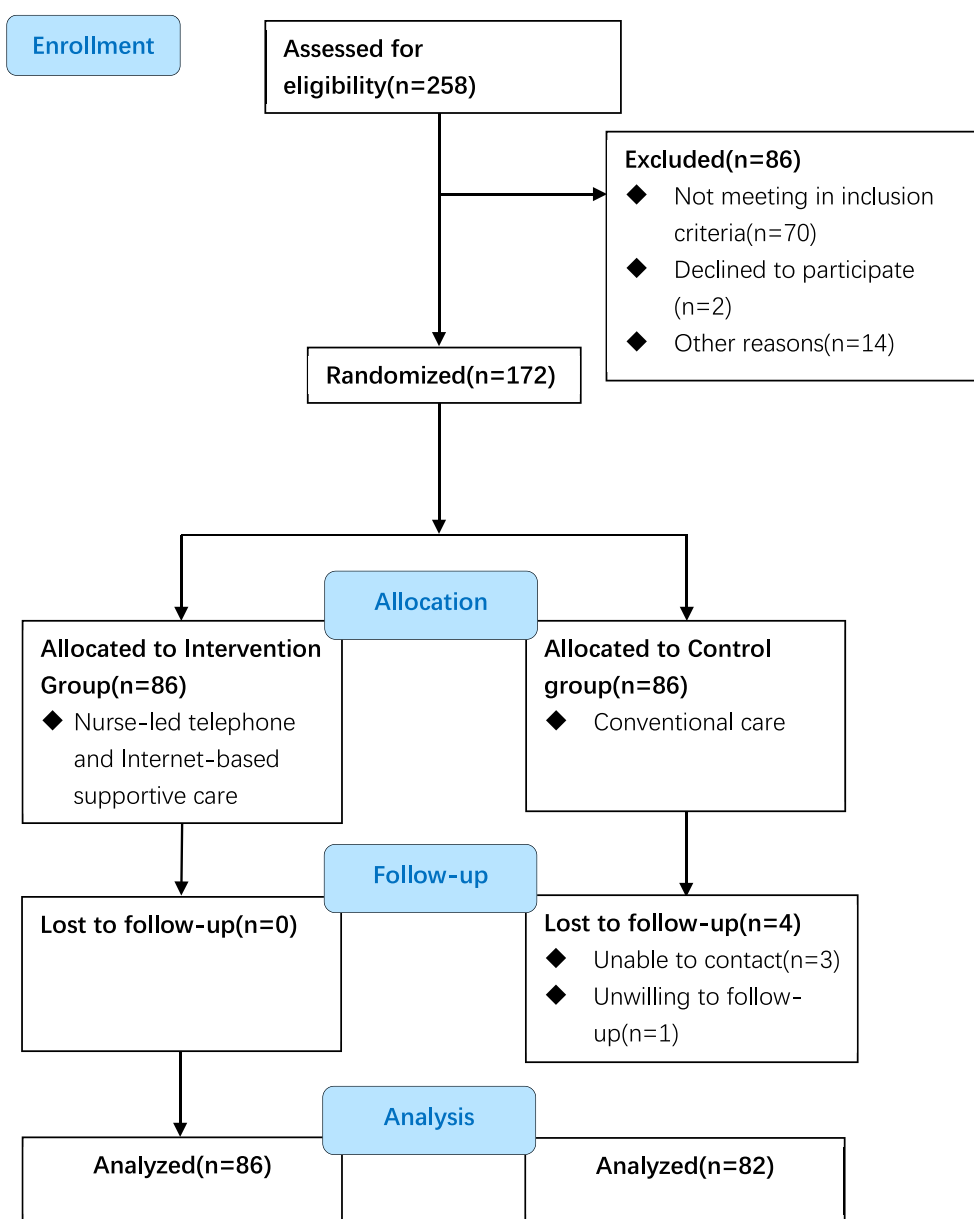 Enrollment
Assessed for
eligibility(n=258)
Excluded(n=86)
◆ Not meeting in inclusion
criteria(n=70)
◆ Declined to participate
(n=2)
◆ Other reasons(n=14)
Randomized(n=172)
Allocation
Allocated to Intervention
Group(n=86)
◆ Nurse-led telephone
and Internet-based
supportive care
Allocated to Control
group(n=86)
◆ Conventional care
Follow-up
Lost to follow-up(n=0)
Lost to follow-up(n=4)
◆ Unable to contact(n=3)
◆ Unwilling to follow-
up(n=1)
Analysis
Analyzed(n=86)
Analyzed(n=82)